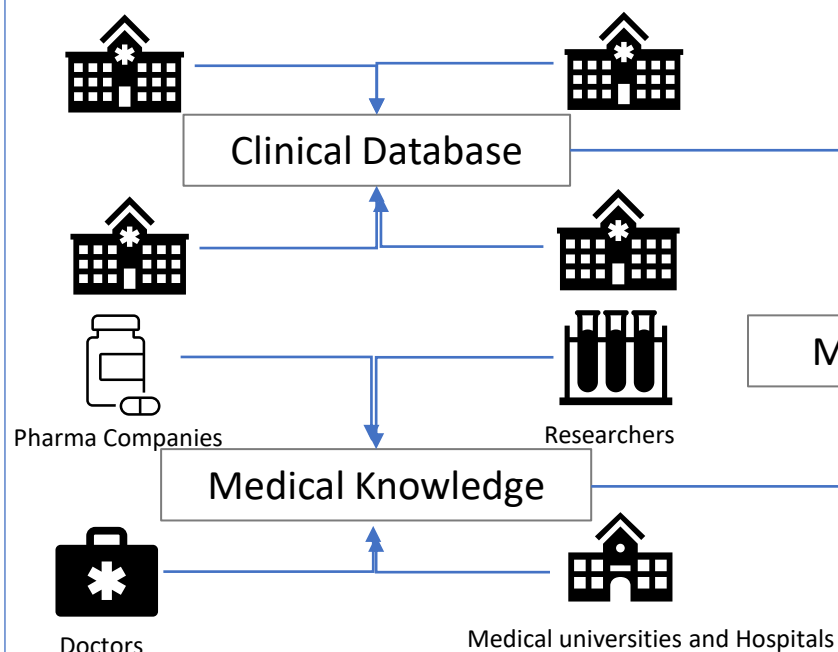 Clinical Database
M
Pharma Companies
Researchers
Medical Knowledge
Doctors
Medical universities and Hospitals